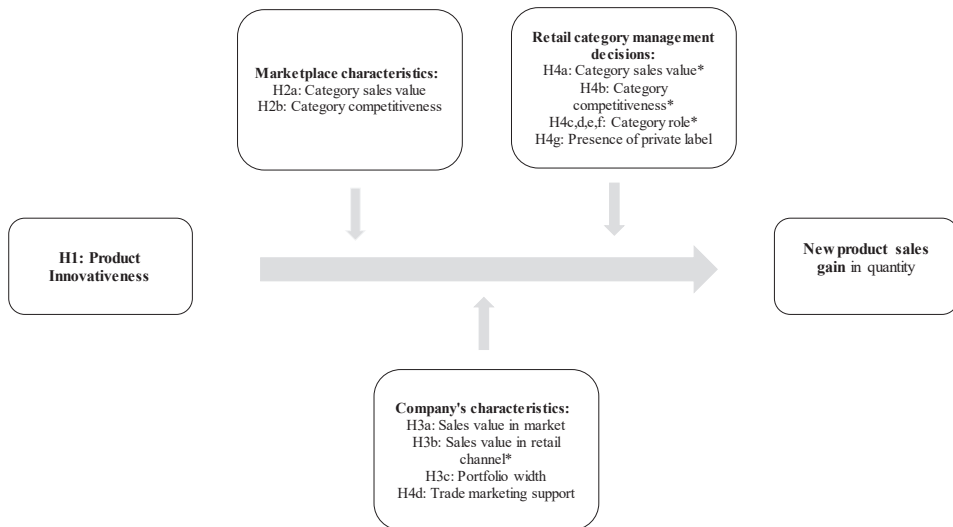 Marketplace characteristics:
H2a: Category sales value
H2b: Category competitiveness
Retail category management
decisions:
H4a: Category sales value*
H4b: Category
competitiveness*
H4c,d,e,f: Category role*
H4g: Presence of private label
H1: Product
Innovativeness
New product sales
gain in quantity
Company's characteristics:
H3a: Sales value in market
H3b: Sales value in retail
channel*
H3c: Portfolio width
H4d: Trade marketing support